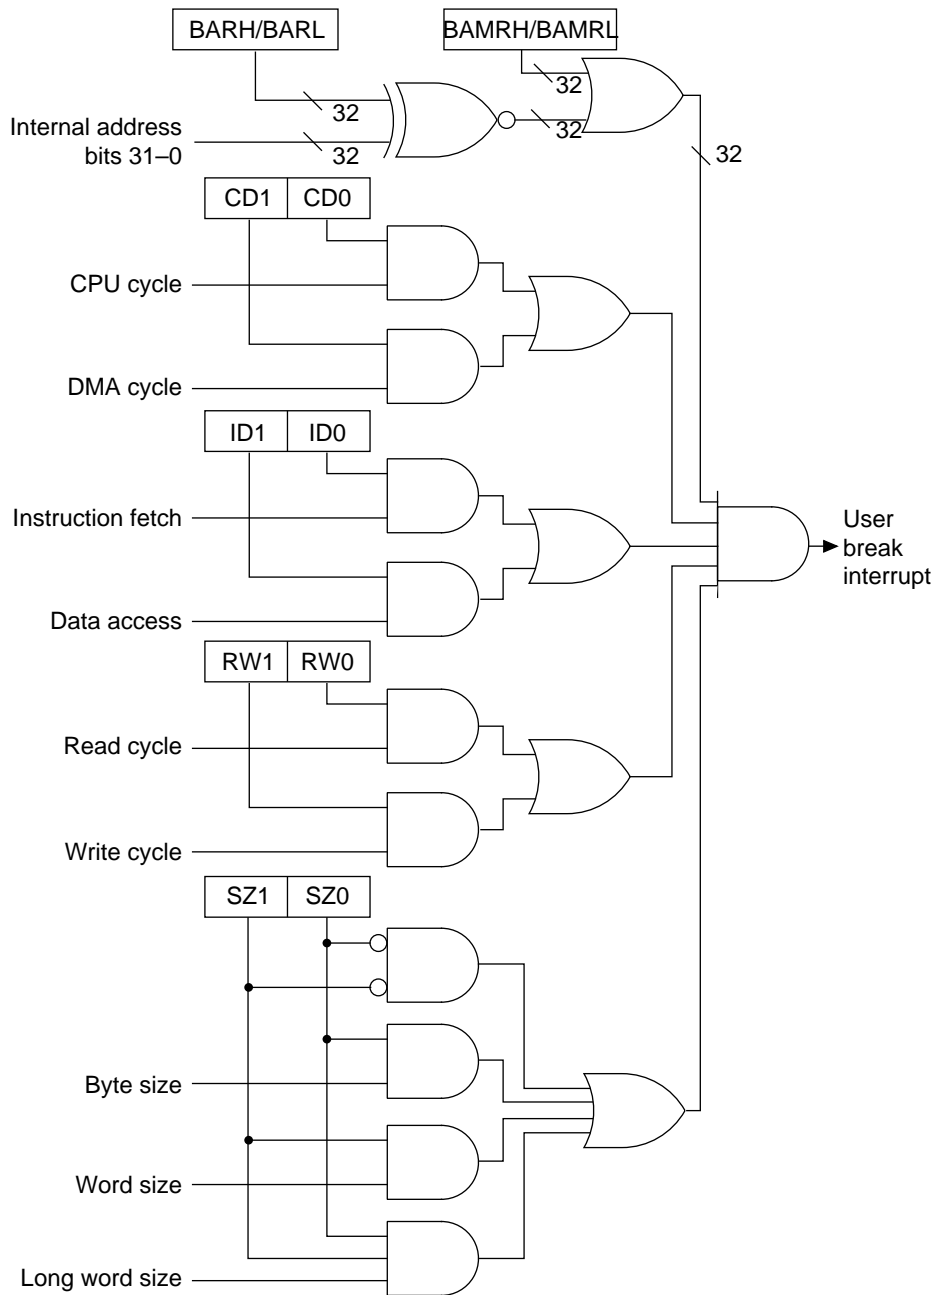 BARH/BARL
BAMRH/BAMRL
32
32
Internal address
bits 31–0
32
32
32
CD1
CD0
CPU cycle
DMA cycle
ID1
ID0
Instruction fetch
Data access
User
break
interrupt
RW1
RW0
Read cycle
Write cycle
SZ1
SZ0
Byte size
Word size
Long word size